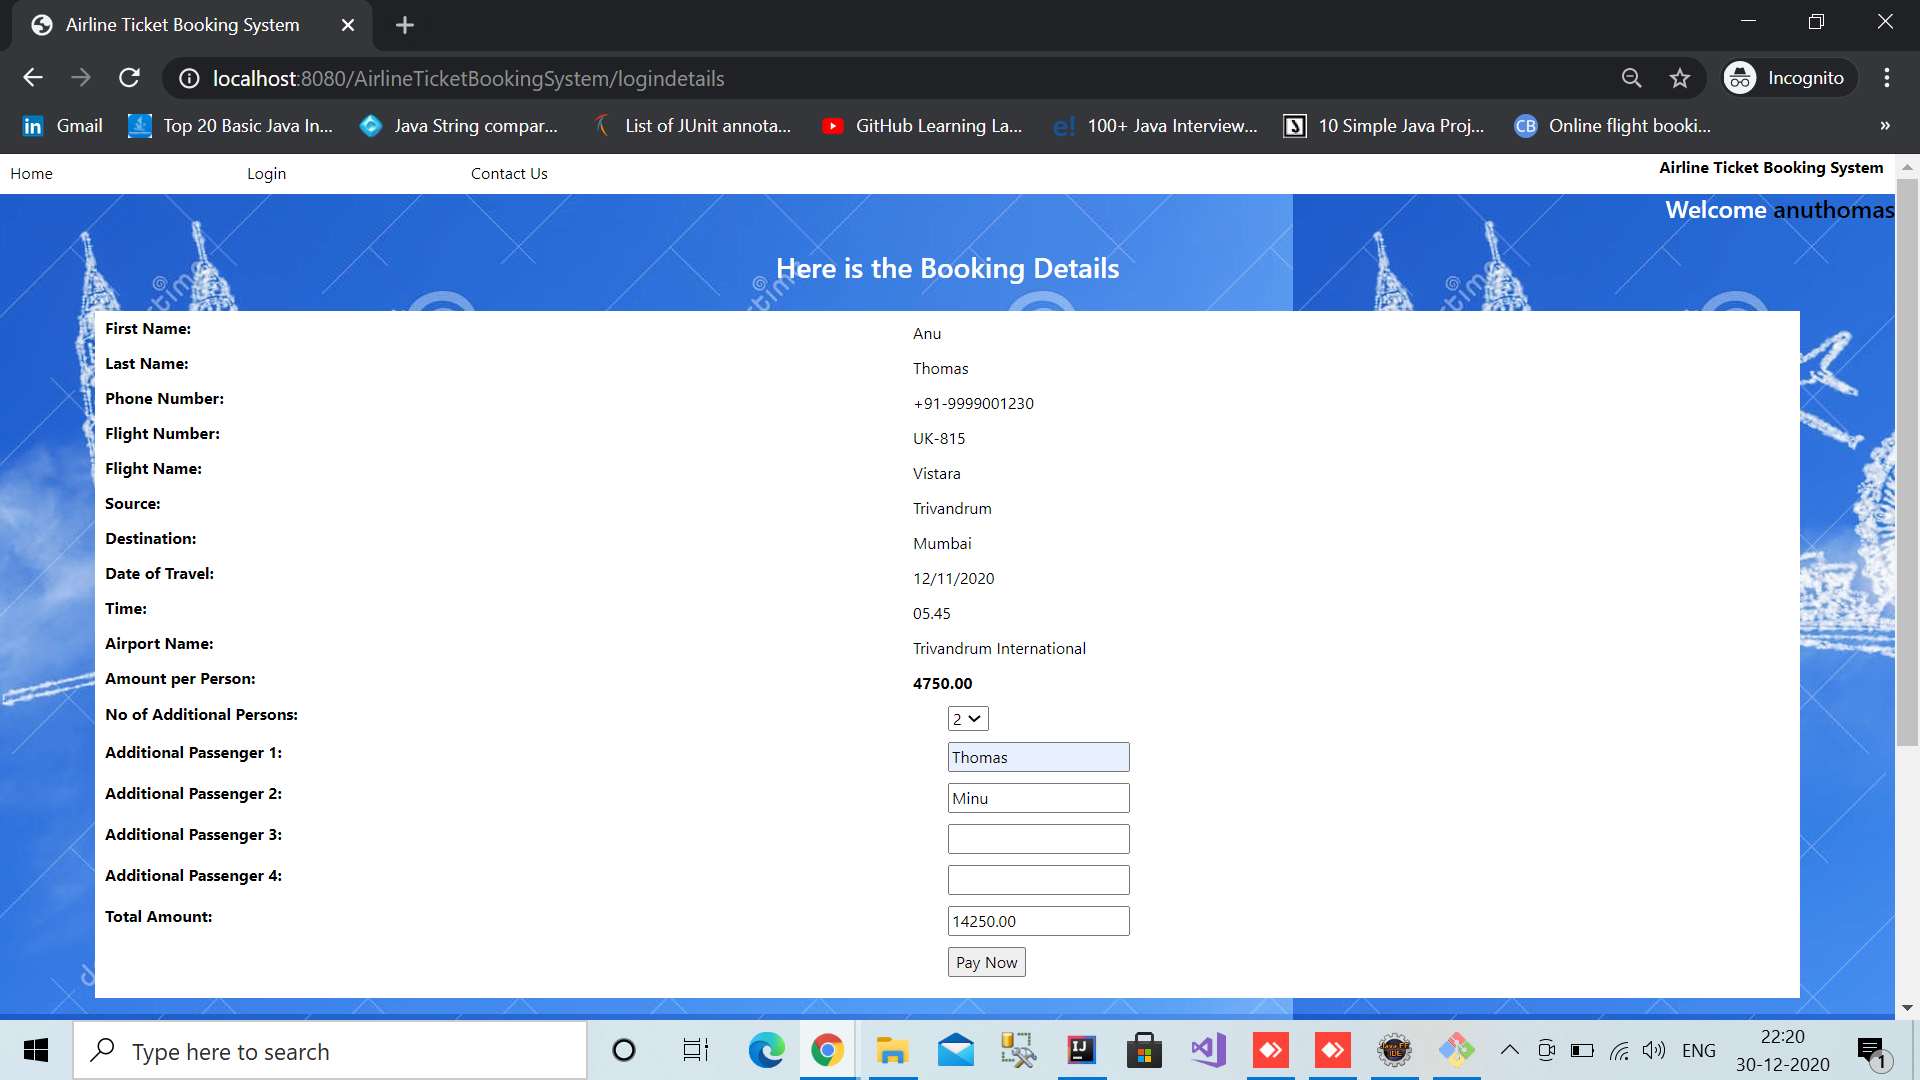 Airline Ticket Booking System
localhost:8080/AirlineTicketBookingSystem/logindetails
Incognito
Gmail
Top 20 Basic Java In...
Java String compar...
List of JUnit annota...
GitHub Learning La...
e! 100+ Java Interview...
10 Simple Java Proj...
CB Online flight booki...
»
Home Login Contact Us Airline Ticket Booking System
Welcome anuthomas
Here is the Booking Details
First Name: Anu
Last Name: Thomas
Phone Number: +91-9999001230
Flight Number: UK-815
Flight Name: Vistara
Source: Trivandrum
Destination: Mumbai
Date of Travel: 12/11/2020
Time: 05.45
Airport Name: Trivandrum International
Amount per Person: 4750.00
No of Additional Persons: 2
Additional Passenger 1: Thomas
Additional Passenger 2: Minu
Additional Passenger 3:
Additional Passenger 4:
Total Amount: 14250.00
Pay Now
Type here to search
ENG
22:20
30-12-2020
1